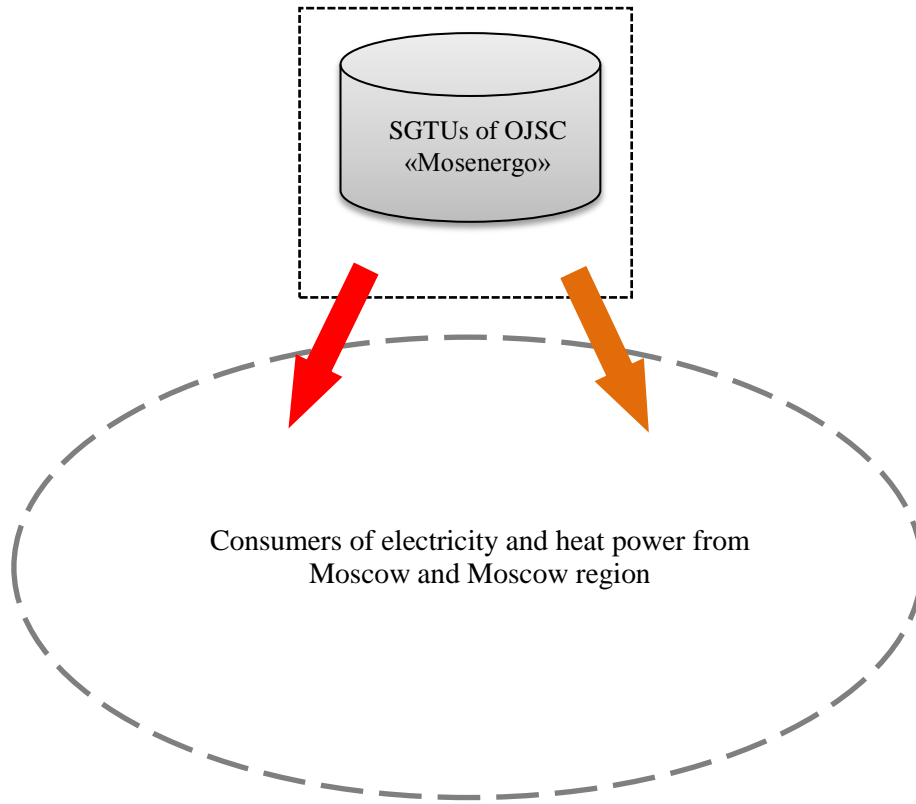 SGTUs of OJSC
«Mosenergo»
Consumers of electricity and heat power from
Moscow and Moscow region